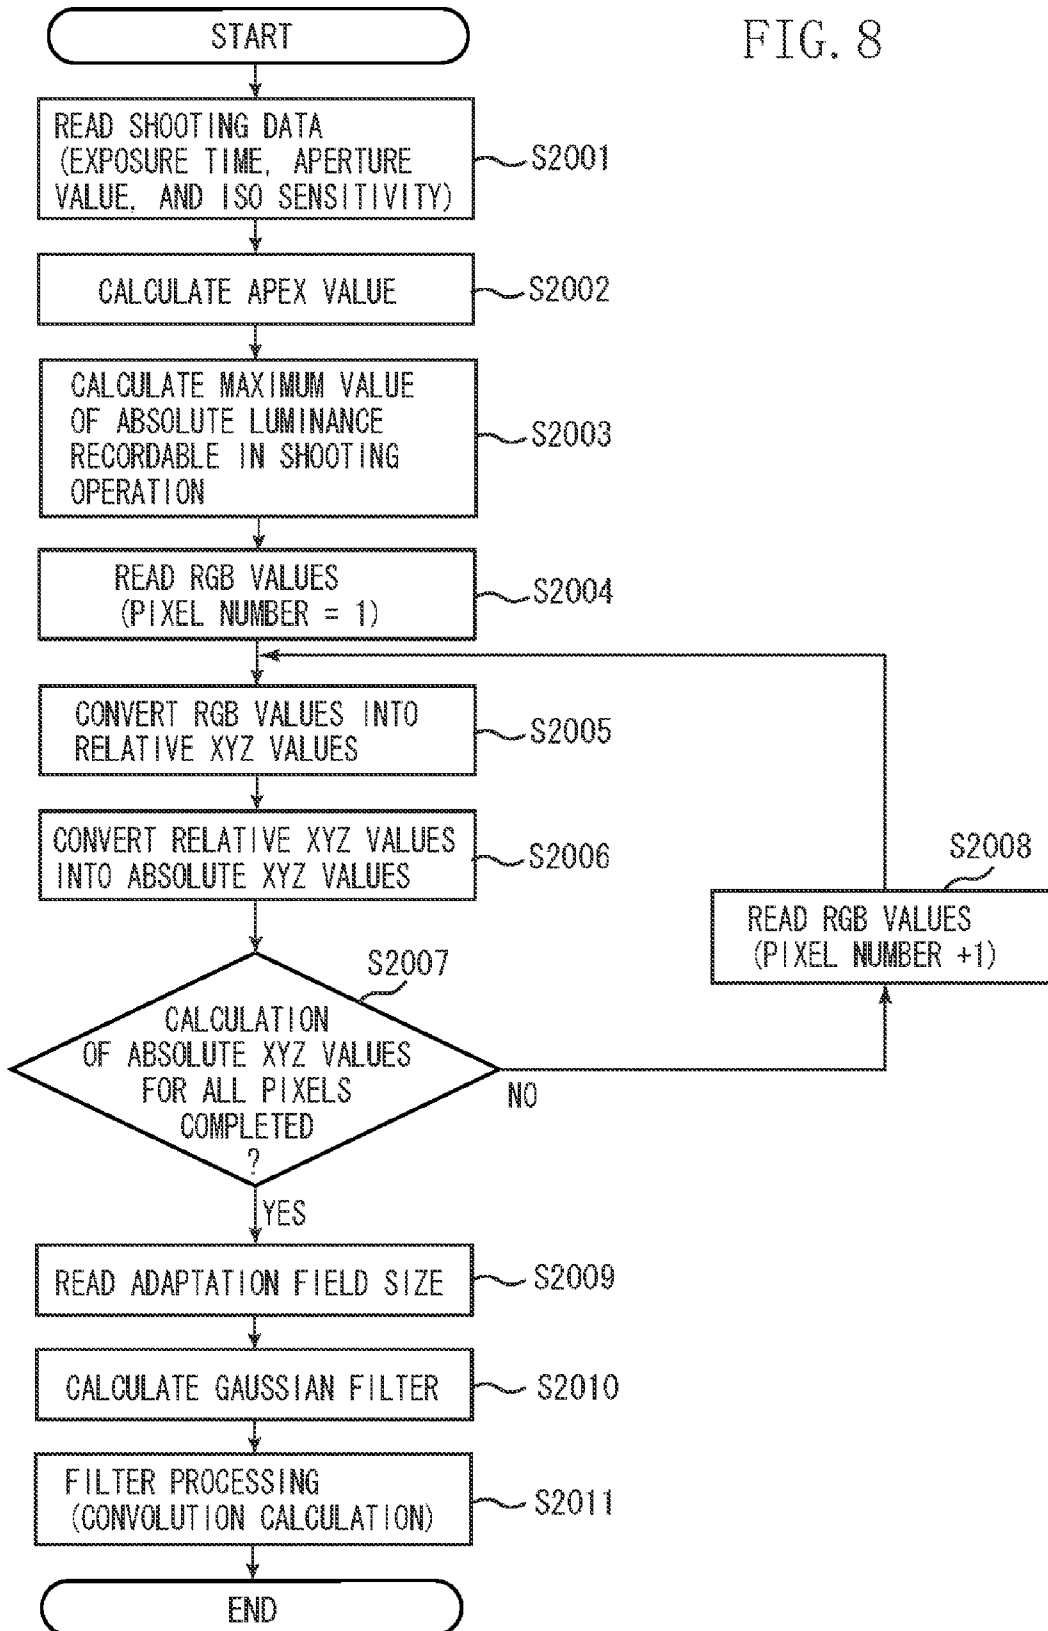 FIG. 8
START
READ SHOOTING DATA
(EXPOSURE TIME, APERTURE
VALUE, AND ISO SENSITIVITY)
S2001
CALCULATE APEX VALUE
S2002
CALCULATE MAXIMUM VALUE
OF ABSOLUTE LUMINANCE
RECORDABLE IN SHOOTING
OPERATION
S2003
READ RGB VALUES
(PIXEL NUMBER = 1)
S2004
CONVERT RGB VALUES INTO
RELATIVE XYZ VALUES
S2005
CONVERT RELATIVE XYZ VALUES
INTO ABSOLUTE XYZ VALUES
S2006
S2008
READ RGB VALUES
(PIXEL NUMBER +1)
S2007
CALCULATION
OF ABSOLUTE XYZ VALUES
FOR ALL PIXELS
COMPLETED
?
NO
YES
READ ADAPTATION FIELD SIZE
S2009
CALCULATE GAUSSIAN FILTER
S2010
FILTER PROCESSING
(CONVOLUTION CALCULATION)
S2011
END